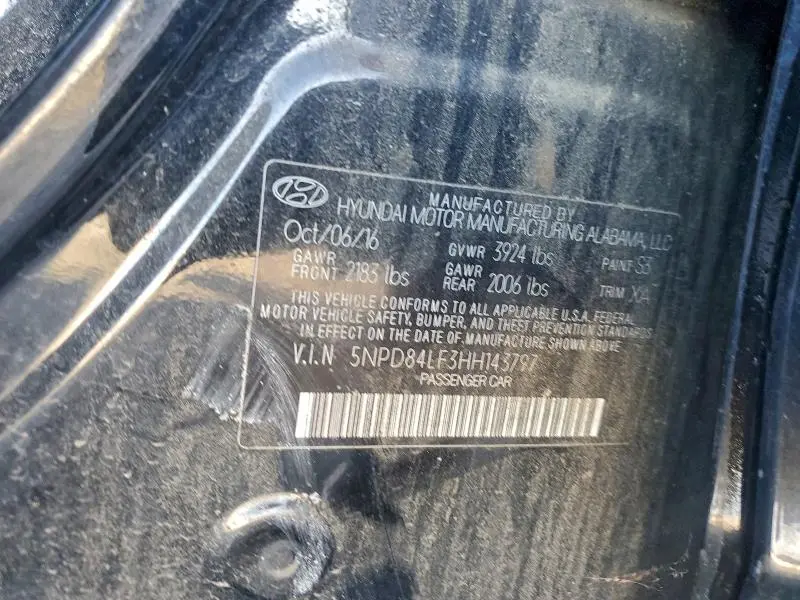 MANUFACTURED BY
HYUNDAI MOTOR MANUFACTURING ALABAMA, LLC
Oct/06/16 GVWR 3924 lbs PAINT S3
GAWR FRONT 2183 lbs GAWR REAR 2006 lbs TRIM XA
THIS VEHICLE CONFORMS TO ALL APPLICABLE U.S.A. FEDERAL
MOTOR VEHICLE SAFETY, BUMPER, AND THEFT PREVENTION STANDARDS
IN EFFECT ON THE DATE OF MANUFACTURE SHOWN ABOVE.
V.I.N 5NPD84LF3HH143797
PASSENGER CAR